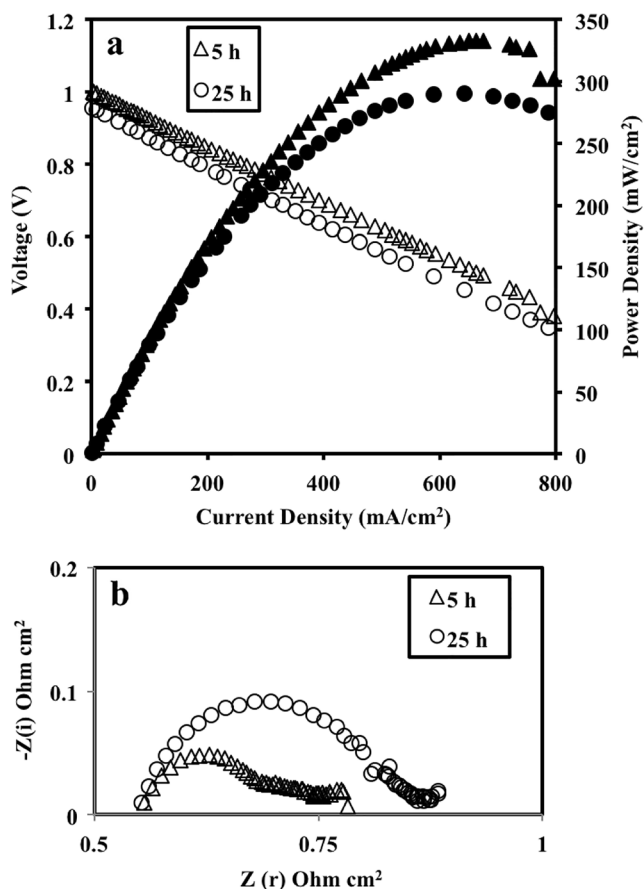 a
△ 5 h
○ 25 h
1.2
1
0.8
0.6
0.4
0.2
0
350
300
250
200
150
100
50
0
0 200 400 600 800
Voltage (V)
Power Density (mW/cm²)
Current Density (mA/cm²)
b
△ 5 h
○ 25 h
0.2
0.1
0
0.5 0.75 1
-Z(i) Ohm cm²
Z (r) Ohm cm²